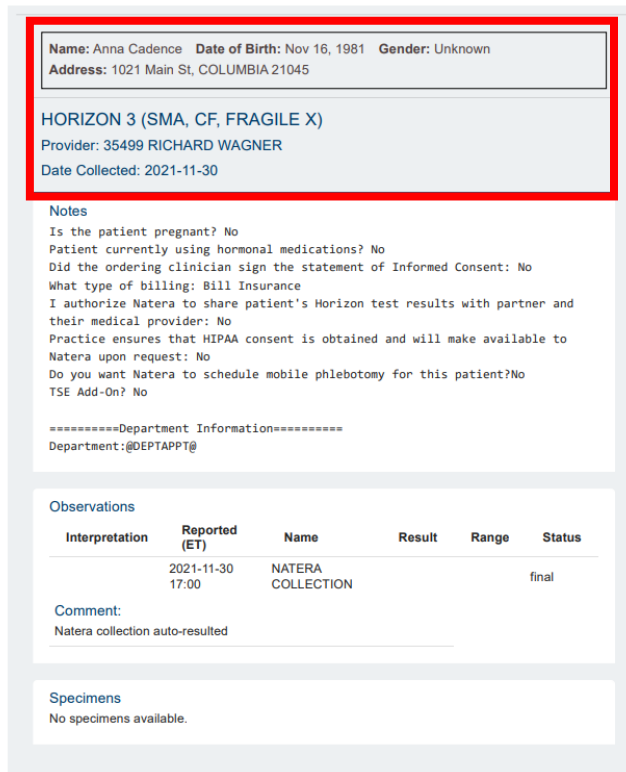 Name: Anna Cadence Date of Birth: Nov 16, 1981 Gender: Unknown
Address: 1021 Main St, COLUMBIA 21045
HORIZON 3 (SMA, CF, FRAGILE X)
Provider: 35499 RICHARD WAGNER
Date Collected: 2021-11-30
Notes
Is the patient pregnant? No
Patient currently using hormonal medications? No
Did the ordering clinician sign the statement of Informed Consent: No
What type of billing: Bill Insurance
I authorize Natera to share patient's Horizon test results with partner and
their medical provider: No
Practice ensures that HIPAA consent is obtained and will make available to
Natera upon request: No
Do you want Natera to schedule mobile phlebotomy for this patient?No
TSE Add-On? No
==========Department Information==========
Department:@DEPTAPPT@
Observations
Interpretation Reported (ET) Name Result Range Status
2021-11-30 17:00 NATERA COLLECTION final
Comment:
Natera collection auto-resulted
Specimens
No specimens available.